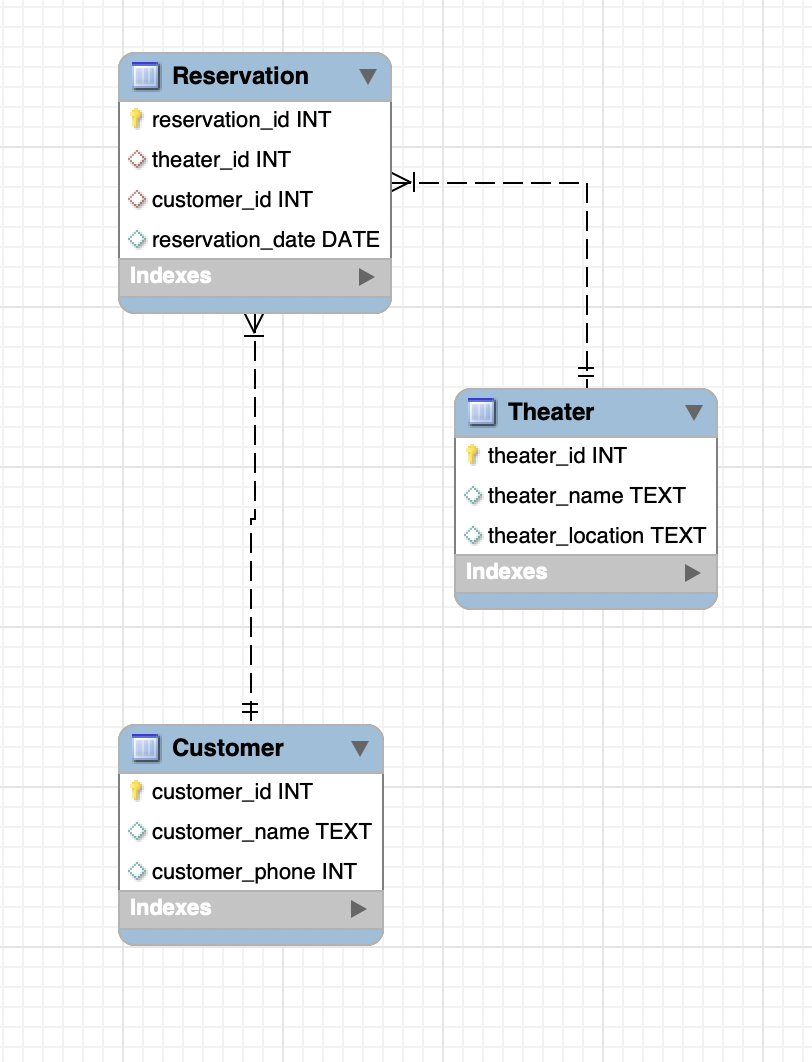 Reservation
reservation_id INT
theater_id INT
customer_id INT
reservation_date DATE
Indexes
Theater
theater_id INT
theater_name TEXT
theater_location TEXT
Indexes
Customer
customer_id INT
customer_name TEXT
customer_phone INT
Indexes